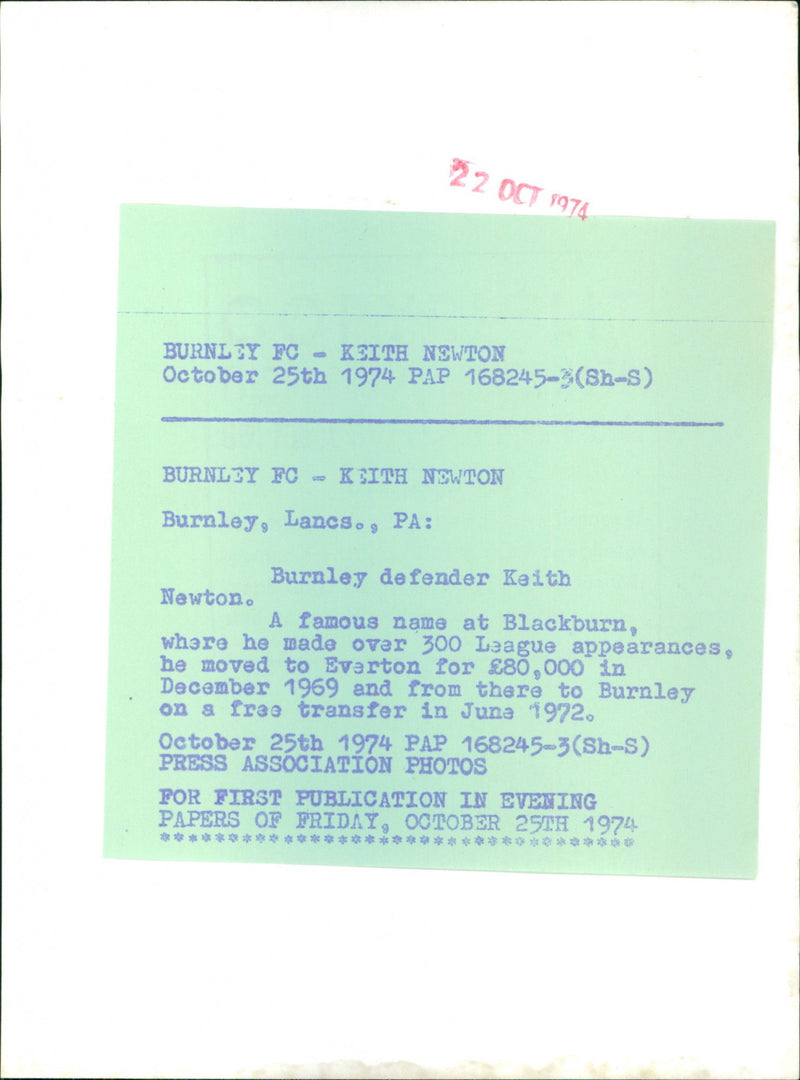 22 OCT 1974
BURNLEY FC - KEITH NEWTON
October 25th 1974 PAP 168245-3(Sh-S)
BURNLEY FC - KEITH NEWTON
Burnley, Lancs., PA:
Burnley defender Keith
Newton.
A famous name at Blackburn,
where he made over 300 League appearances,
he moved to Everton for £80,000 in
December 1969 and from there to Burnley
on a free transfer in June 1972.
October 25th 1974 PAP 168245-3(Sh-S)
PRESS ASSOCIATION PHOTOS
FOR FIRST PUBLICATION IN EVENING
PAPERS OF FRIDAY, OCTOBER 25TH 1974
***********************************